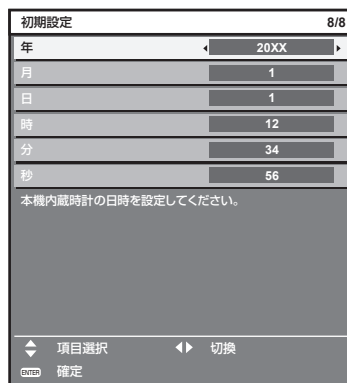 初期設定 8/8
年 20XX
月 1
日 1
時 12
分 34
秒 56
本機内蔵時計の日時を設定してください。
項目選択 切換
ENTER 確定